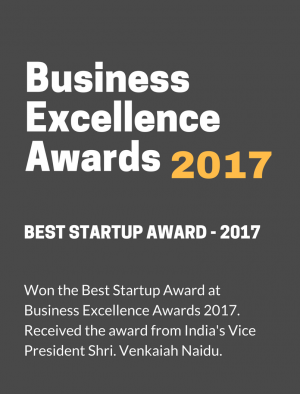 Business
Excellence
Awards 2017
BEST STARTUP AWARD - 2017
Won the Best Startup Award at
Business Excellence Awards 2017.
Received the award from India's Vice
President Shri. Venkaiah Naidu.